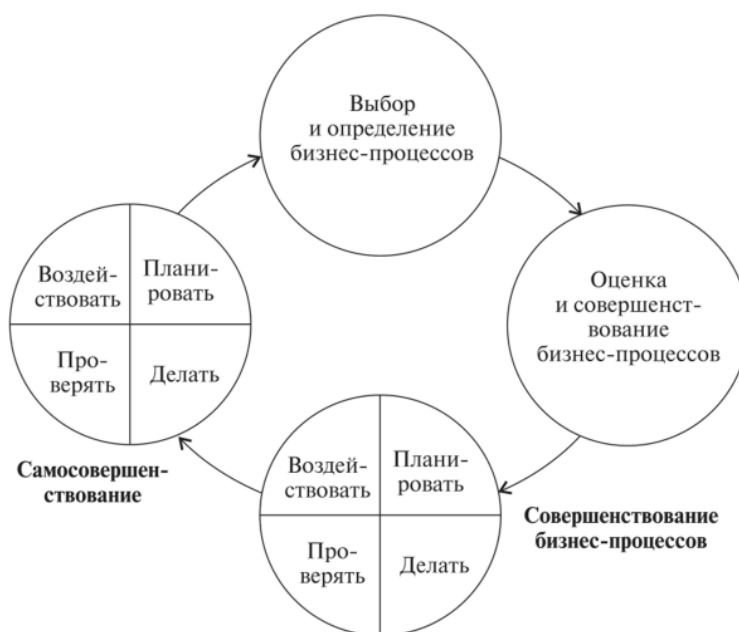 Выбор
и определение
бизнес-процессов
Оценка
и совершенст-
вование
бизнес-процессов
Воздей-
ствовать
Плани-
ровать
Про-
верять
Делать
Самосовершен-
ствование
Воздей-
ствовать
Плани-
ровать
Про-
верять
Делать
Совершенствование
бизнес-процессов